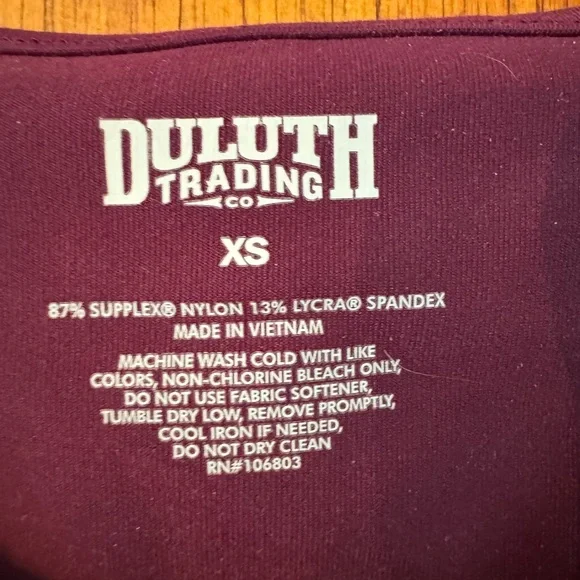 DULUTH
TRADING
CO
XS
87% SUPPLEX® NYLON 13% LYCRA® SPANDEX
MADE IN VIETNAM
MACHINE WASH COLD WITH LIKE
COLORS, NON-CHLORINE BLEACH ONLY,
DO NOT USE FABRIC SOFTENER,
TUMBLE DRY LOW, REMOVE PROMPTLY,
COOL IRON IF NEEDED,
DO NOT DRY CLEAN
RN#106803